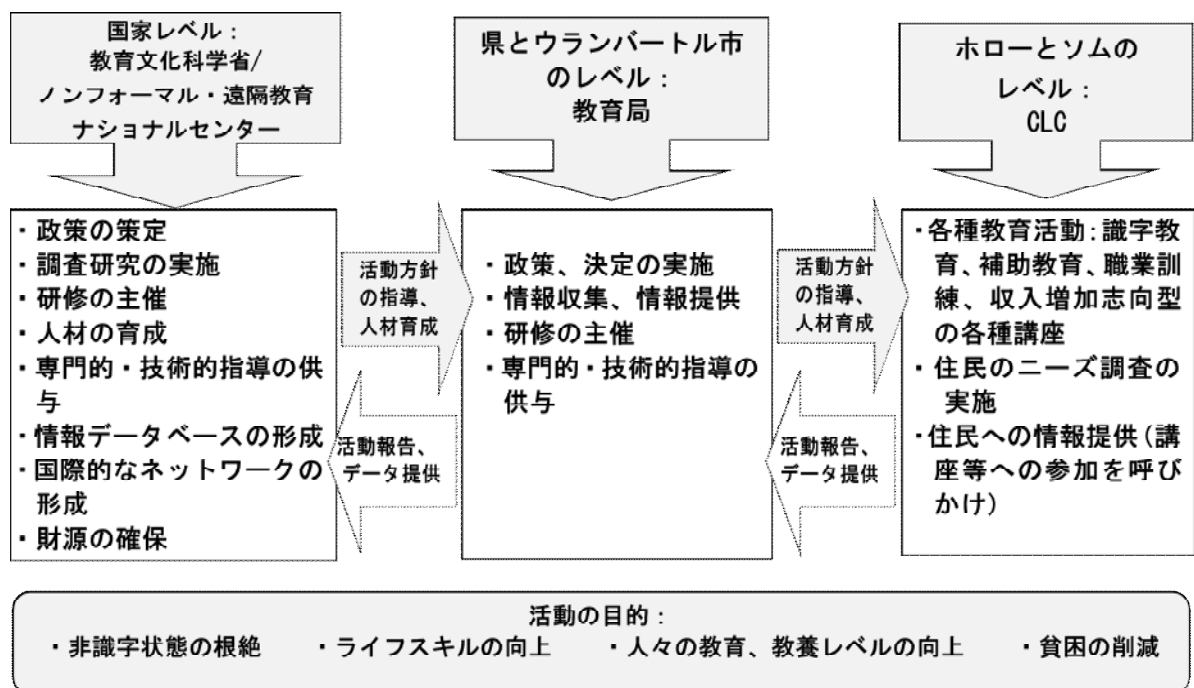 国家レベル：
教育文化科学省/
ノンフォーマル・遠隔教育
ナショナルセンター
県とウランバートル市
のレベル：
教育局
ホローとソムの
レベル：
CLC
・政策の策定
・調査研究の実施
・研修の主催
・人材の育成
・専門的・技術的指導の供
与
・情報データベースの形成
・国際的なネットワークの
形成
・財源の確保
活動方針
の指導、
人材育成
活動報告、
データ提供
・政策、決定の実施
・情報収集、情報提供
・研修の主催
・専門的・技術的指導の
供与
活動方針
の指導、
人材育成
活動報告、
データ提供
・各種教育活動：識字教
育、補助教育、職業訓
練、収入増加志向型
の各種講座
・住民のニーズ調査の
実施
・住民への情報提供（講
座等への参加を呼び
かけ）
活動の目的：
・非識字状態の根絶　・ライフスキルの向上　・人々の教育、教養レベルの向上　・貧困の削減